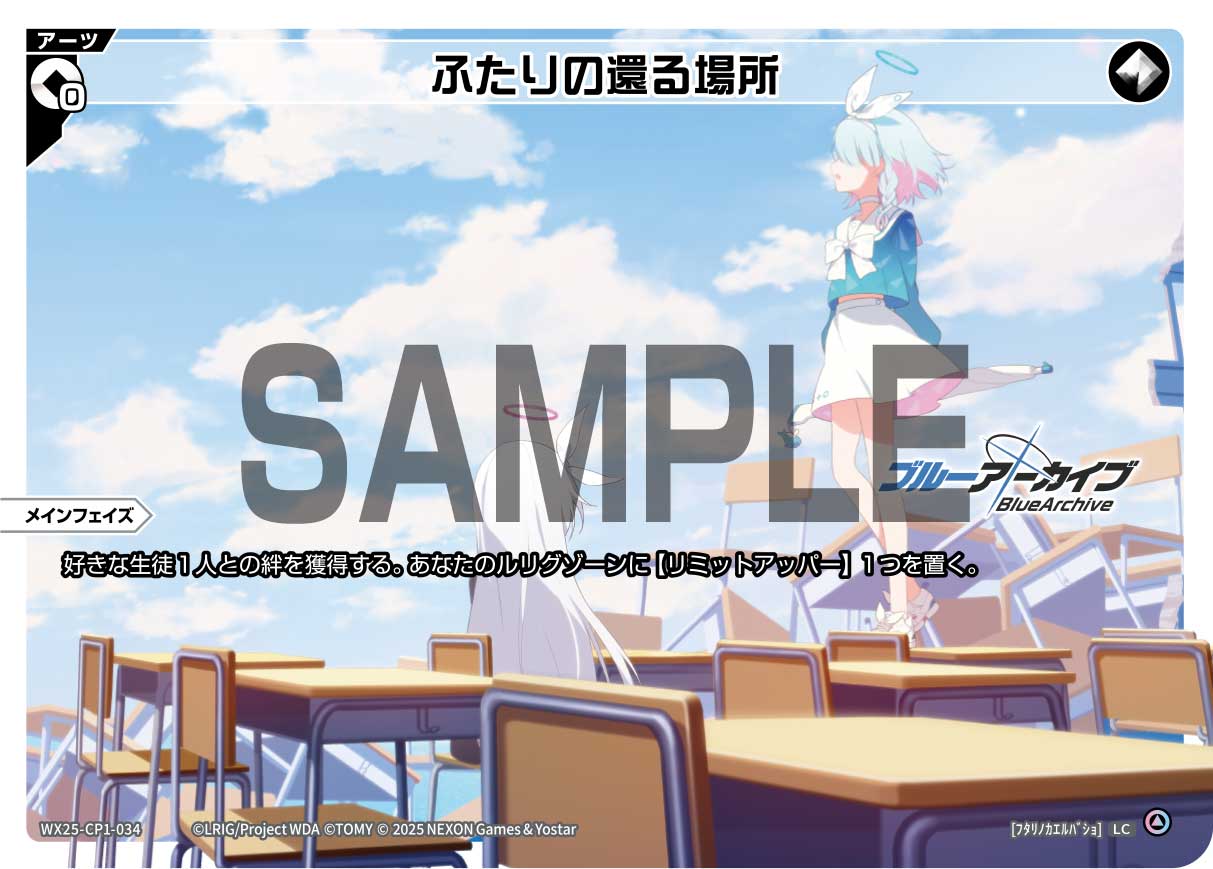 アーツ
0
ふたりの還る場所
SAMPLE
ブルーアーカイブ
BlueArchive
メインフェイズ
好きな生徒1人との絆を獲得する。あなたのルリグゾーンに【リミットアッパー】1つを置く。
WX25-CP1-034
©LRIG/Project WDA ©TOMY © 2025 NEXON Games & Yostar
[ﾌﾀﾘﾉｶｴﾙﾊﾞｼｮ] LC